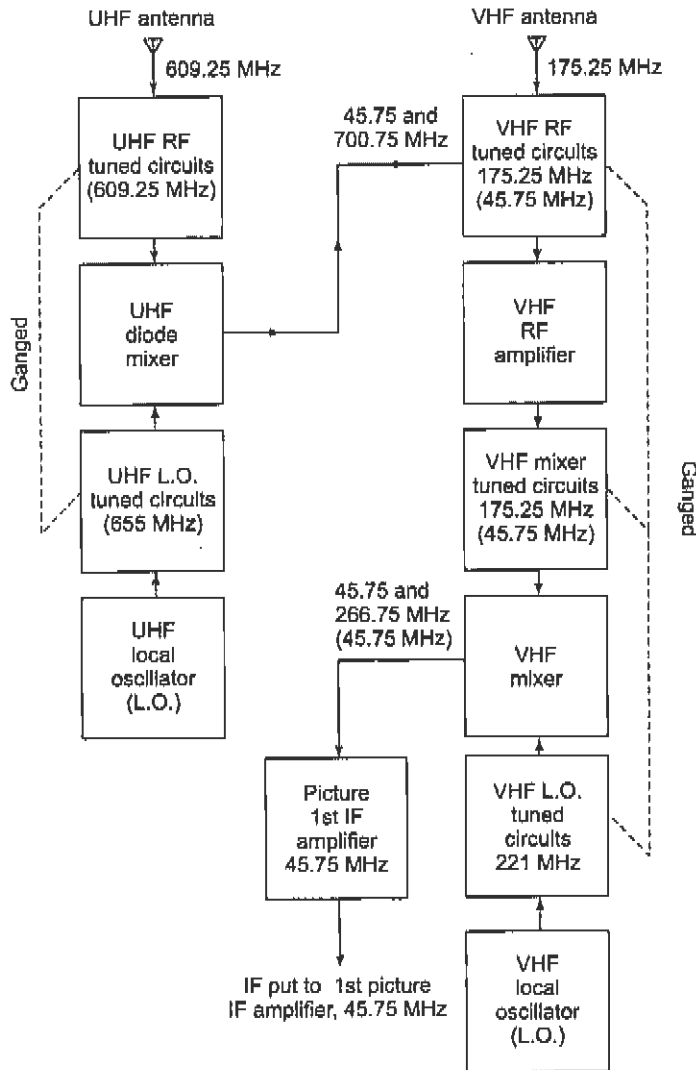 UHF antenna
609.25 MHz
UHF RF
tuned circuits
(609.25 MHz)
UHF
diode
mixer
Ganged
UHF L.O.
tuned circuits
(655 MHz)
UHF
local
oscillator
(L.O.)
45.75 and
700.75 MHz
VHF antenna
175.25 MHz
VHF RF
tuned circuits
175.25 MHz
(45.75 MHz)
VHF
RF
amplifier
VHF mixer
tuned circuits
175.25 MHz
(45.75 MHz)
Ganged
45.75 and
266.75 MHz
(45.75 MHz)
VHF
mixer
Picture
1st IF
amplifier
45.75 MHz
VHF L.O.
tuned
circuits
221 MHz
IF put to 1st picture
IF amplifier, 45.75 MHz
VHF
local
oscillator
(L.O.)